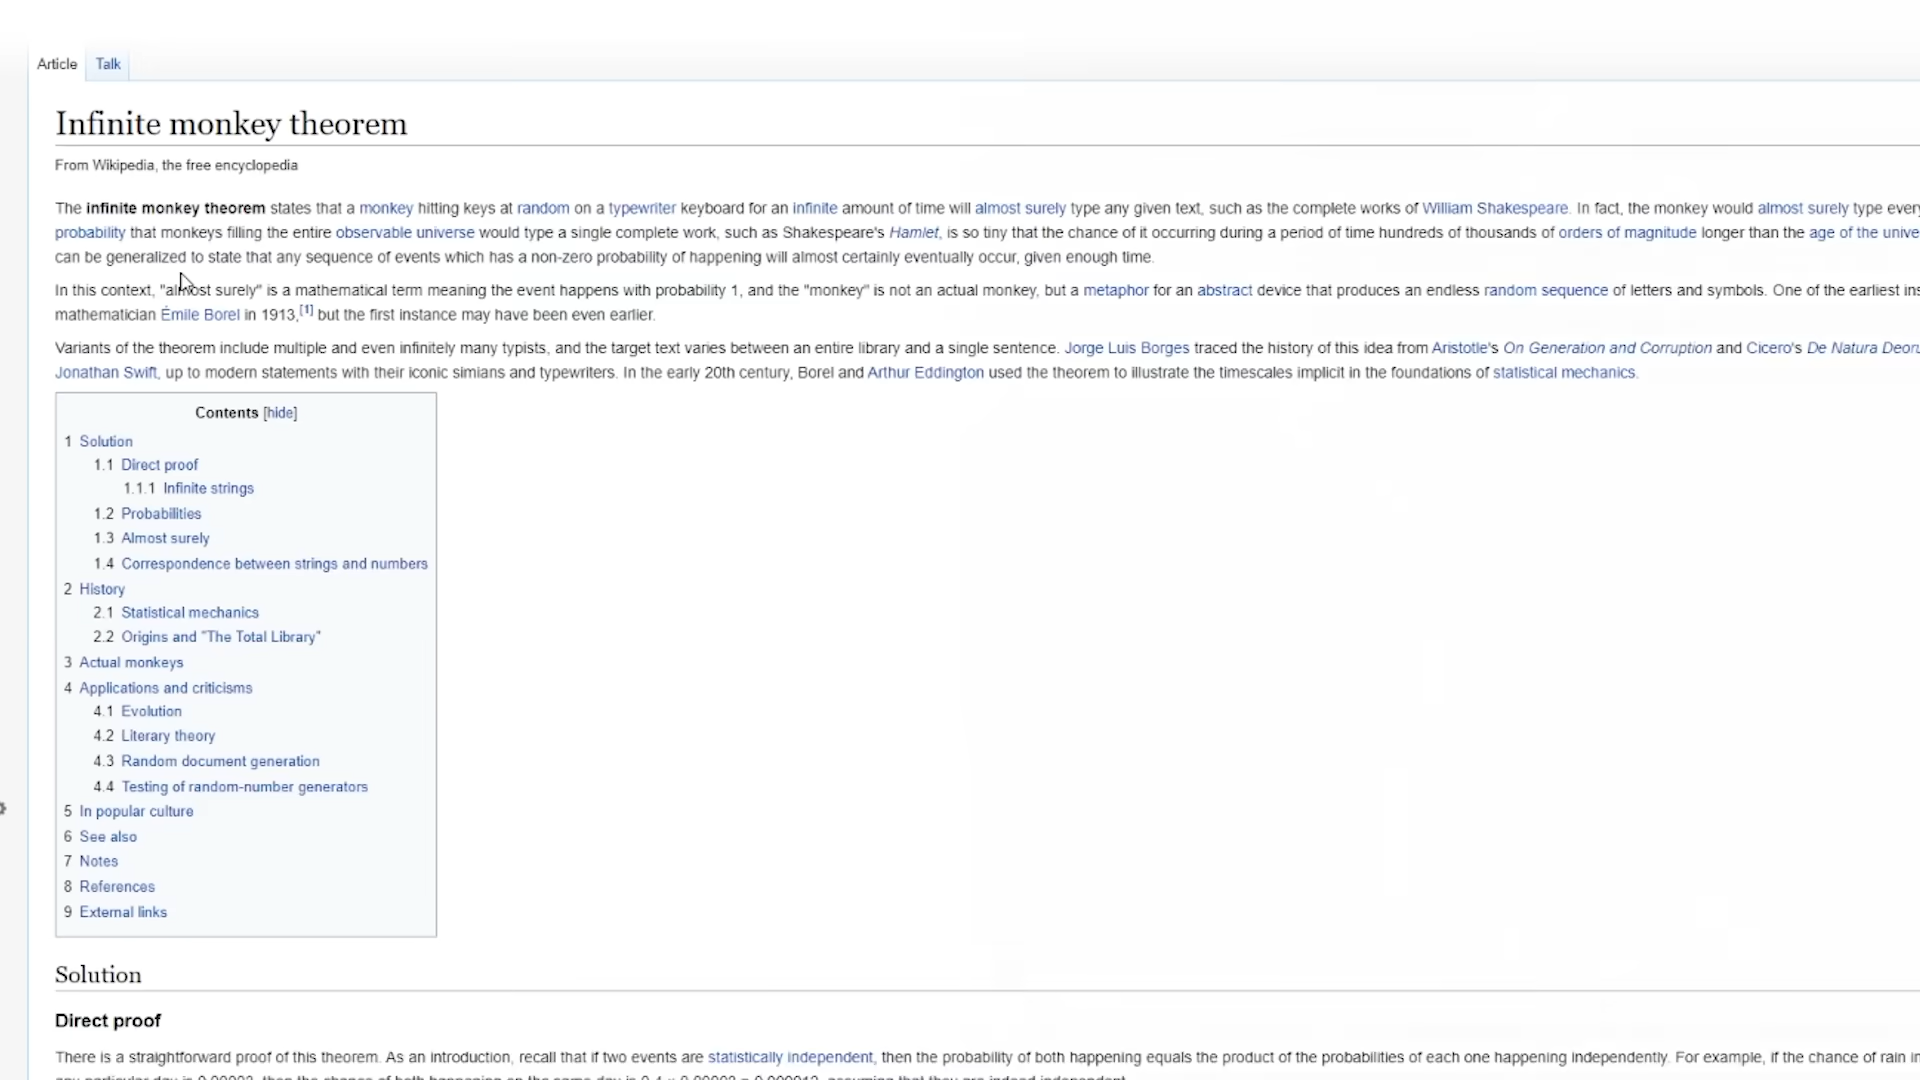 Article Talk
Infinite monkey theorem
From Wikipedia, the free encyclopedia
The infinite monkey theorem states that a monkey hitting keys at random on a typewriter keyboard for an infinite amount of time will almost surely type any given text, such as the complete works of William Shakespeare. In fact, the monkey would almost surely type
probability that monkeys filling the entire observable universe would type a single complete work, such as Shakespeare's Hamlet, is so tiny that the chance of it occurring during a period of time hundreds of thousands of orders of magnitude longer than the age of the
can be generalized to state that any sequence of events which has a non-zero probability of happening will almost certainly eventually occur, given enough time.
In this context, "almost surely" is a mathematical term meaning the event happens with probability 1, and the "monkey" is not an actual monkey, but a metaphor for an abstract device that produces an endless random sequence of letters and symbols. One of the earliest
mathematician Émile Borel in 1913,[1] but the first instance may have been even earlier.
Variants of the theorem include multiple and even infinitely many typists, and the target text varies between an entire library and a single sentence. Jorge Luis Borges traced the history of this idea from Aristotle's On Generation and Corruption and Cicero's De Natura
Jonathan Swift, up to modern statements with their iconic simians and typewriters. In the early 20th century, Borel and Arthur Eddington used the theorem to illustrate the timescales implicit in the foundations of statistical mechanics.
Contents [hide]
1 Solution
1.1 Direct proof
1.1.1 Infinite strings
1.2 Probabilities
1.3 Almost surely
1.4 Correspondence between strings and numbers
2 History
2.1 Statistical mechanics
2.2 Origins and "The Total Library"
3 Actual monkeys
4 Applications and criticisms
4.1 Evolution
4.2 Literary theory
4.3 Random document generation
4.4 Testing of random-number generators
5 In popular culture
6 See also
7 Notes
8 References
9 External links
Solution
Direct proof
There is a straightforward proof of this theorem. As an introduction, recall that if two events are statistically independent, then the probability of both happening equals the product of the probabilities of each one happening independently. For example, if the chance of rain